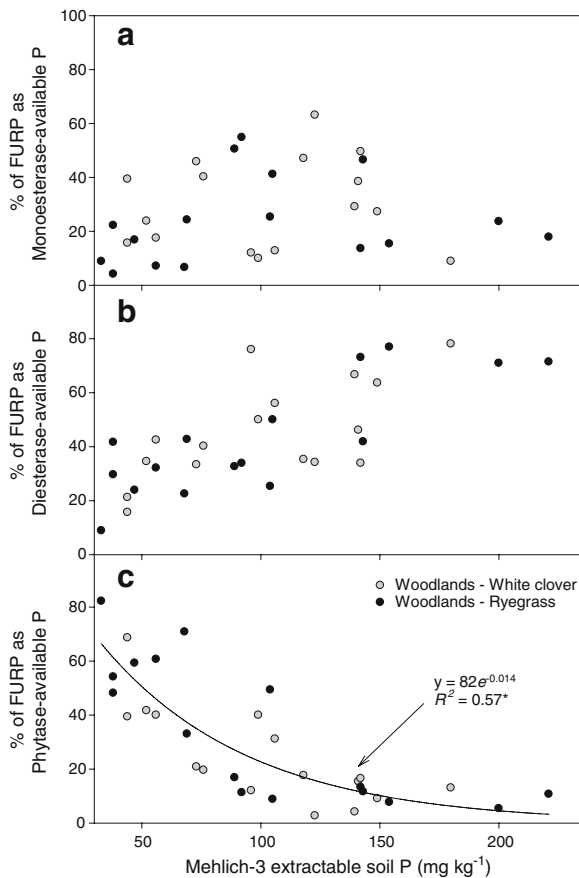 a
% of FURP as
Monoesterase-available P
100
80
60
40
20
0
b
% of FURP as
Diesterase-available P
80
60
40
20
0
c
Woodlands - White clover
Woodlands - Ryegrass
% of FURP as
Phytase-available P
80
60
40
20
0
y = 82e^-0.014
R² = 0.57*
50 100 150 200
Mehlich-3 extractable soil P (mg kg⁻¹)